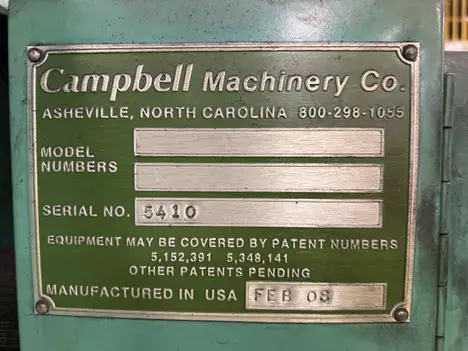 Campbell Machinery Co.
ASHEVILLE, NORTH CAROLINA 800-298-1055
MODEL
NUMBERS
SERIAL NO. 5410
EQUIPMENT MAY BE COVERED BY PATENT NUMBERS
5,152,391 5,348,141
OTHER PATENTS PENDING
MANUFACTURED IN USA FEB 08